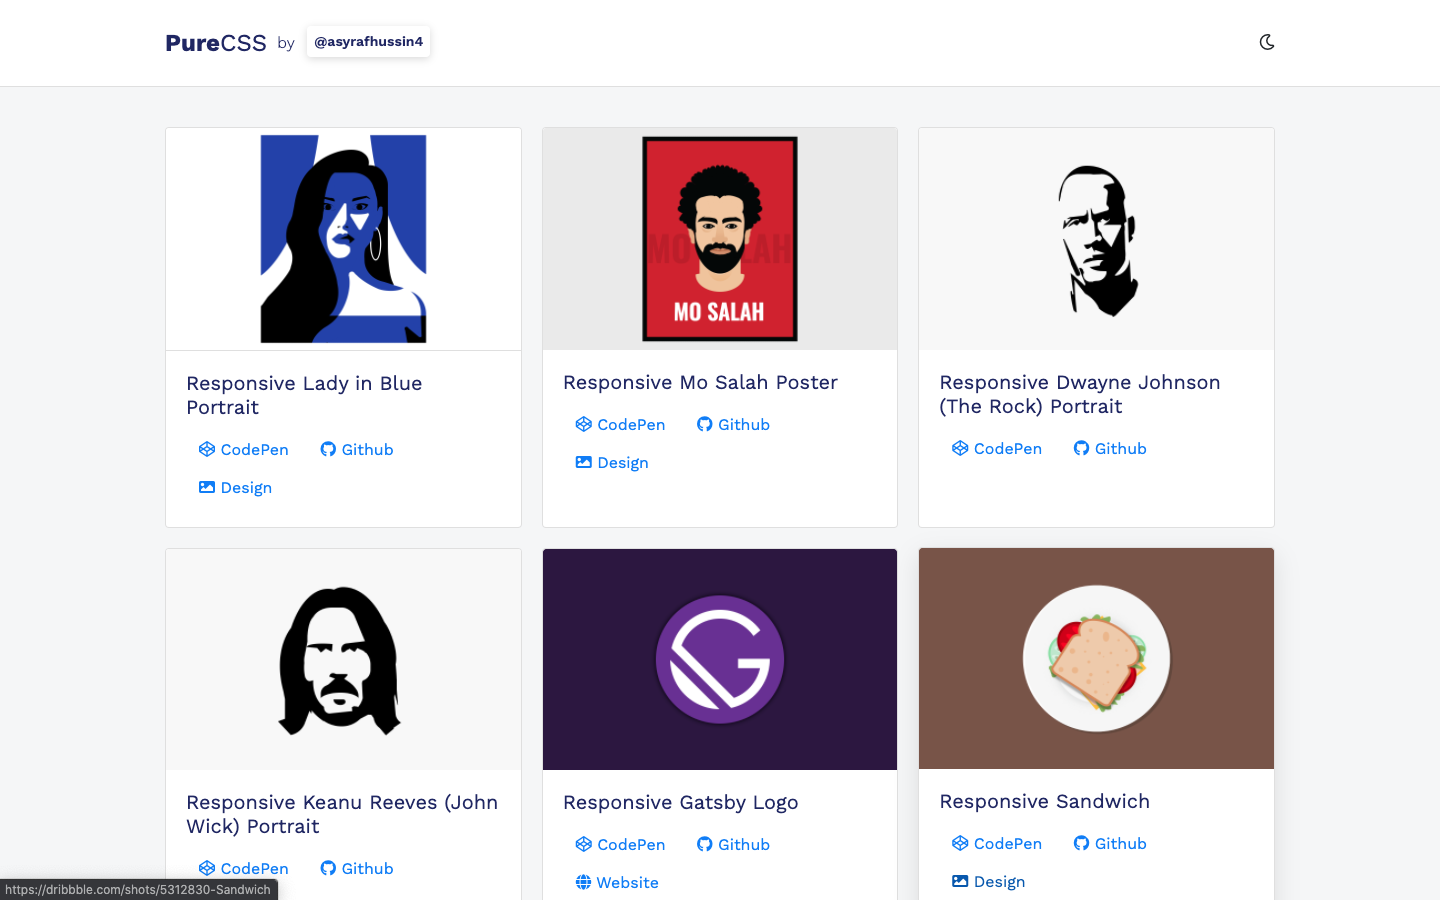 PureCSS by @asyrafhussin4
MO SALAH
MO SALAH
Responsive Lady in Blue
Portrait
CodePen Github
Design
Responsive Mo Salah Poster
CodePen Github
Design
Responsive Dwayne Johnson
(The Rock) Portrait
CodePen Github
Responsive Keanu Reeves (John
Wick) Portrait
CodePen Github
Responsive Gatsby Logo
CodePen Github
Website
Responsive Sandwich
CodePen Github
Design
https://dribbble.com/shots/5312830-Sandwich